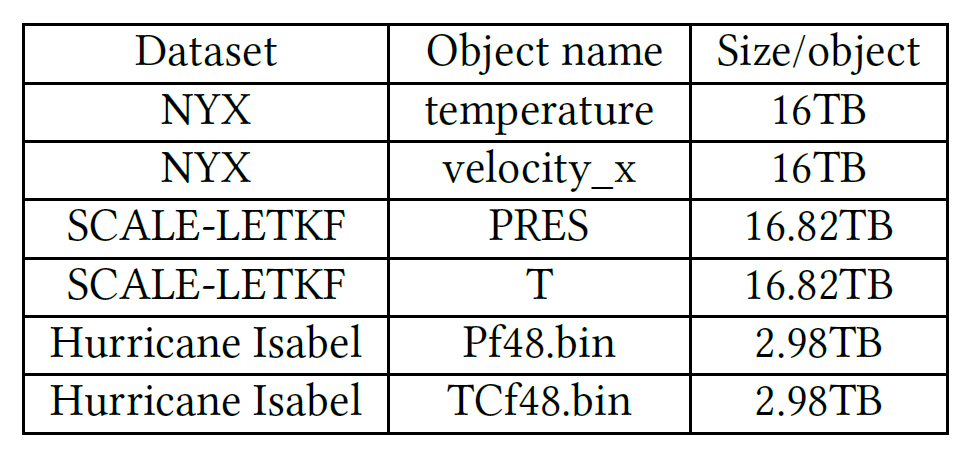 Dataset Object name Size/object
NYX temperature 16TB
NYX velocity_x 16TB
SCALE-LETKF PRES 16.82TB
SCALE-LETKF T 16.82TB
Hurricane Isabel Pf48.bin 2.98TB
Hurricane Isabel TCf48.bin 2.98TB